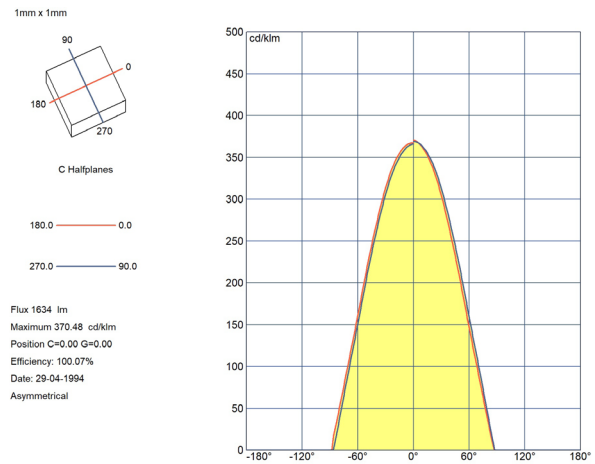 1mm x 1mm
90
0
180
270
C Halfplanes
180.0 0.0
270.0 90.0
Flux 1634 lm
Maximum 370.48 cd/klm
Position C=0.00 G=0.00
Efficiency: 100.07%
Date: 29-04-1994
Asymmetrical
500
cd/klm
450
400
350
300
250
200
150
100
50
0
-180° -120° -60° 0° 60° 120° 180°